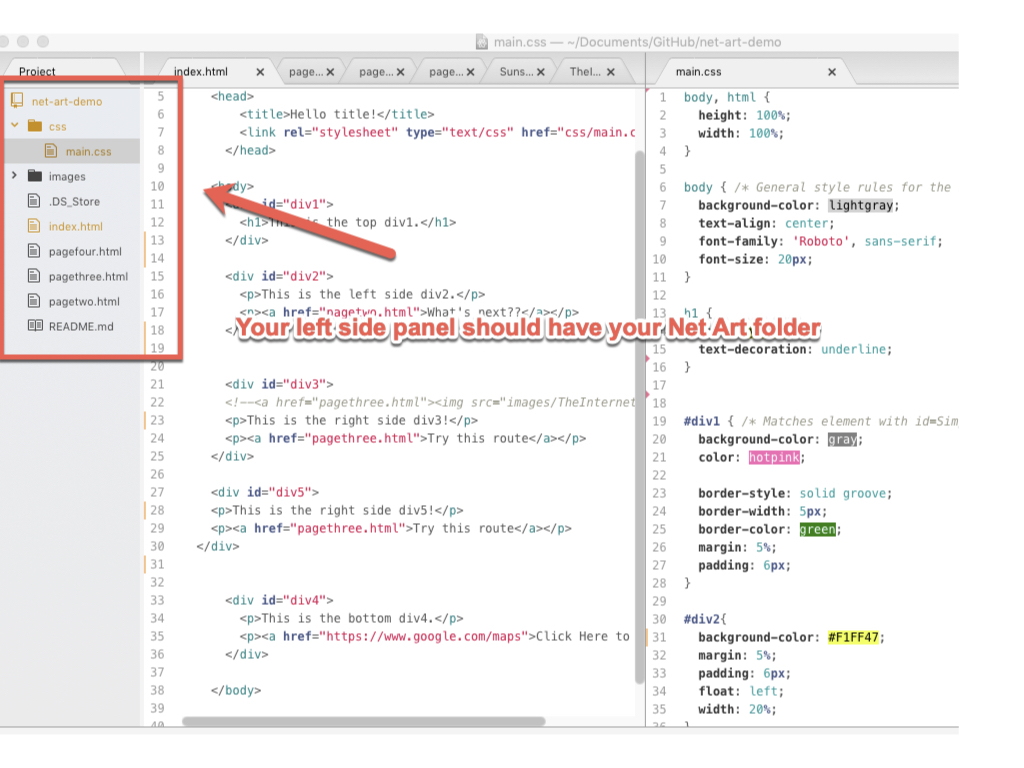 main.css — ~/Documents/GitHub/net-art-demo
Project
index.html
page...
page...
page...
Suns...
TheI...
main.css
net-art-demo
css
main.css
images
.DS_Store
index.html
pagefour.html
pagethree.html
pagetwo.html
README.md
5 <head>
6 <title>Hello title!</title>
7 <link rel="stylesheet" type="text/css" href="css/main.c
8 </head>
9
10 <body>
11 id="div1">
12 <h1>This is the top div1.</h1>
13 </div>
14
15 <div id="div2">
16 <p>This is the left side div2.</p>
17 <p><a href="pagetwo.html">What's next??</a></p>
18 </
19
20
21 <div id="div3">
22 <!--<a href="pagethree.html"><img src="images/TheInternet
23 <p>This is the right side div3!</p>
24 <p><a href="pagethree.html">Try this route</a></p>
25 </div>
26
27 <div id="div5">
28 <p>This is the right side div5!</p>
29 <p><a href="pagethree.html">Try this route</a></p>
30 </div>
31
32
33 <div id="div4">
34 <p>This is the bottom div4.</p>
35 <p><a href="https://www.google.com/maps">Click Here to
36 </div>
37
38 </body>
39
40
Your left side panel should have your Net Art folder
1 body, html {
2 height: 100%;
3 width: 100%;
4 }
5
6 body { /* General style rules for the
7 background-color: lightgray;
8 text-align: center;
9 font-family: 'Roboto', sans-serif;
10 font-size: 20px;
11 }
12
13 h1 {
15 text-decoration: underline;
16 }
17
18
19 #div1 { /* Matches element with id=Sim
20 background-color: gray;
21 color: hotpink;
22
23 border-style: solid groove;
24 border-width: 5px;
25 border-color: green;
26 margin: 5%;
27 padding: 6px;
28 }
29
30 #div2{
31 background-color: #F1FF47;
32 margin: 5%;
33 padding: 6px;
34 float: left;
35 width: 20%;
36 }